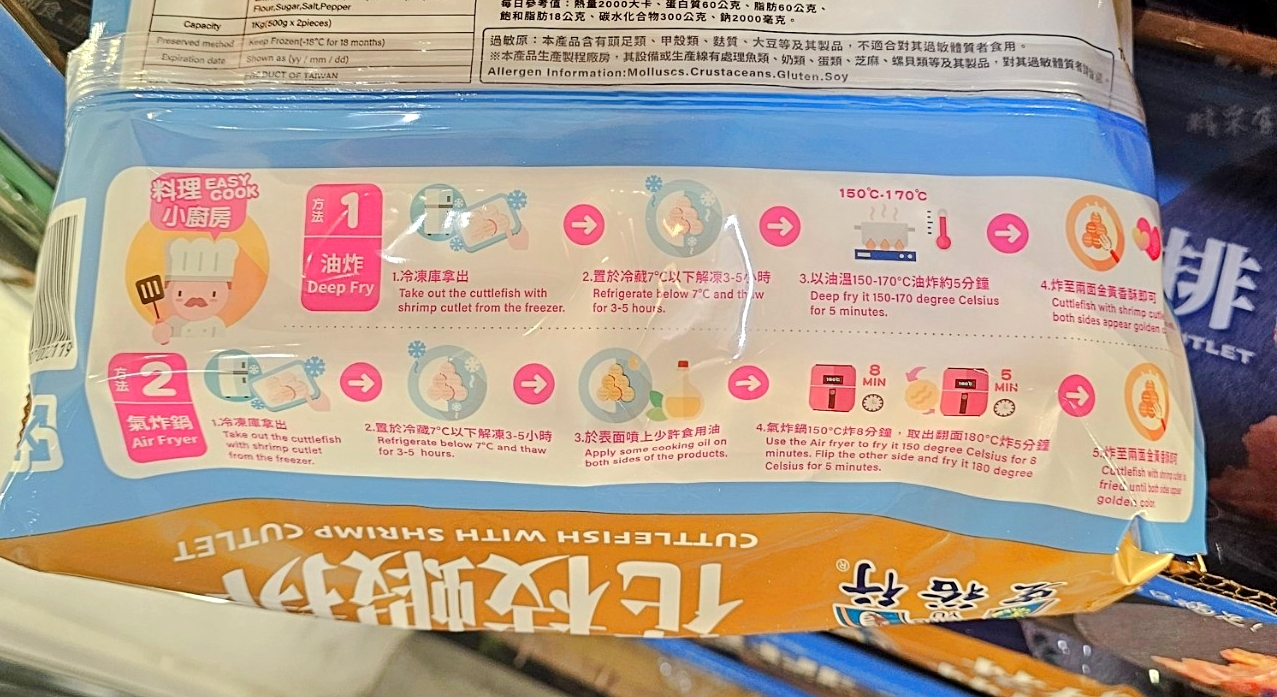 Flour,Sugar,Salt,Pepper
Capacity 1Kg(500g x 2pieces)
Preserved method Keep Frozen(-18℃ for 18 months)
Expiration date Shown as (yy / mm / dd)
PRODUCT OF TAIWAN
每日參考值：熱量2000大卡、蛋白質60公克、脂肪60公克、
飽和脂肪18公克、碳水化合物300公克、鈉2000毫克。
過敏原：本產品含有頭足類、甲殼類、麩質、大豆等及其製品，不適合對其過敏體質者食用。
※本產品生產製程廠房，其設備或生產線有處理魚類、奶類、蛋類、芝麻、螺貝類等及其製品，對其過敏體質者
Allergen Information:Molluscs.Crustaceans.Gluten.Soy
料理 EASY COOK
小廚房
方法 1
油炸
Deep Fry
1.冷凍庫拿出
Take out the cuttlefish with
shrimp cutlet from the freezer.
2.置於冷藏7℃以下解凍3-5小時
Refrigerate below 7℃ and thaw
for 3-5 hours.
150℃-170℃
3.以油溫150-170℃油炸約5分鐘
Deep fry it 150-170 degree Celsius
for 5 minutes.
4.炸至兩面金黃香酥即可
Cuttlefish with shrimp
both sides appear golden
方法 2
氣炸鍋
Air Fryer
1.冷凍庫拿出
Take out the cuttlefish
with shrimp cutlet
from the freezer.
2.置於冷藏7℃以下解凍3-5小時
Refrigerate below 7℃ and thaw
for 3-5 hours.
3.於表面噴上少許食用油
Apply some cooking oil on
both sides of the products.
8 MIN
5 MIN
4.氣炸鍋150℃炸8分鐘，取出翻面180℃炸5分鐘
Use the Air fryer to fry it 150 degree Celsius for 8
minutes. Flip the other side and fry it 180 degree
Celsius for 5 minutes.
5.炸至兩面金黃香酥即可
Cuttlefish with shrimp cutlet is
fried until both sides appear
golden color.
CUTTLEFISH WITH SHRIMP CUTLET
花枝蝦排
裕行®
排
UTLET